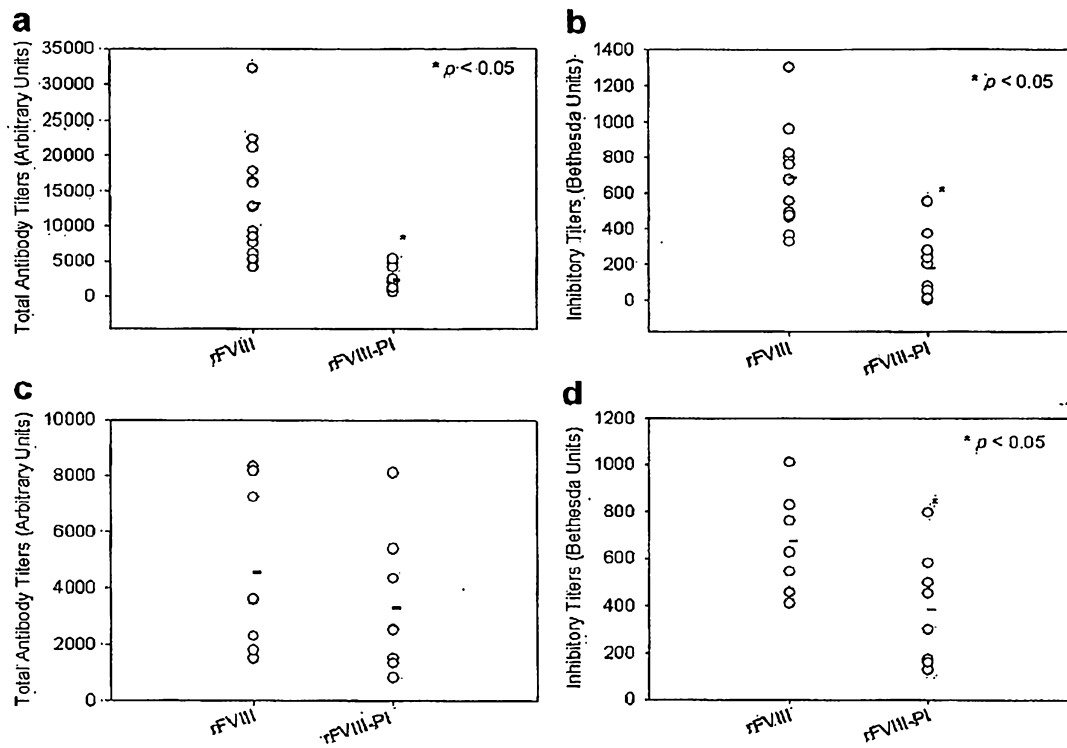 a
Total Antibody Titers (Arbitrary Units)
35000
30000
25000
20000
15000
10000
5000
0
* p < 0.05
*
rFVIII
rFVIII-PI
b
Inhibitory Titers (Bethesda Units)
1400
1200
1000
800
600
400
200
0
* p < 0.05
*
rFVIII
rFVIII-PI
c
Total Antibody Titers (Arbitrary Units)
10000
8000
6000
4000
2000
0
rFVIII
rFVIII-PI
d
Inhibitory Titers (Bethesda Units)
1200
1000
800
600
400
200
0
* p < 0.05
*
rFVIII
rFVIII-PI